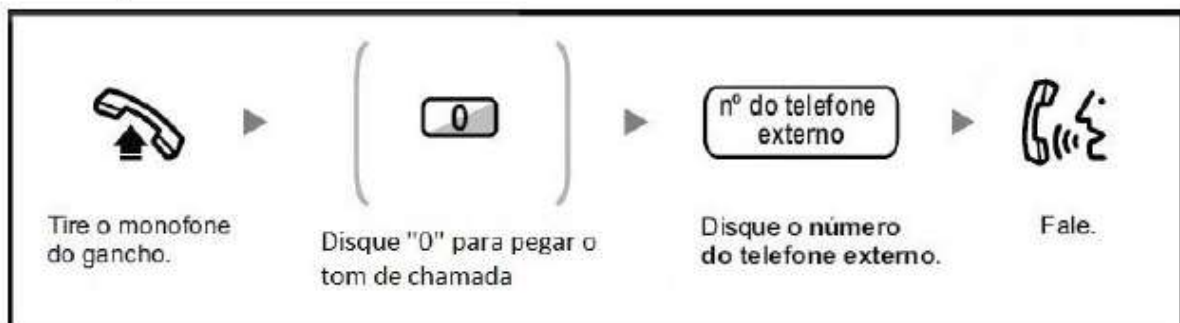 0
nº do telefone
externo
Tire o monofone
do gancho.
Disque "0" para pegar o
tom de chamada
Disque o número
do telefone externo.
Fale.